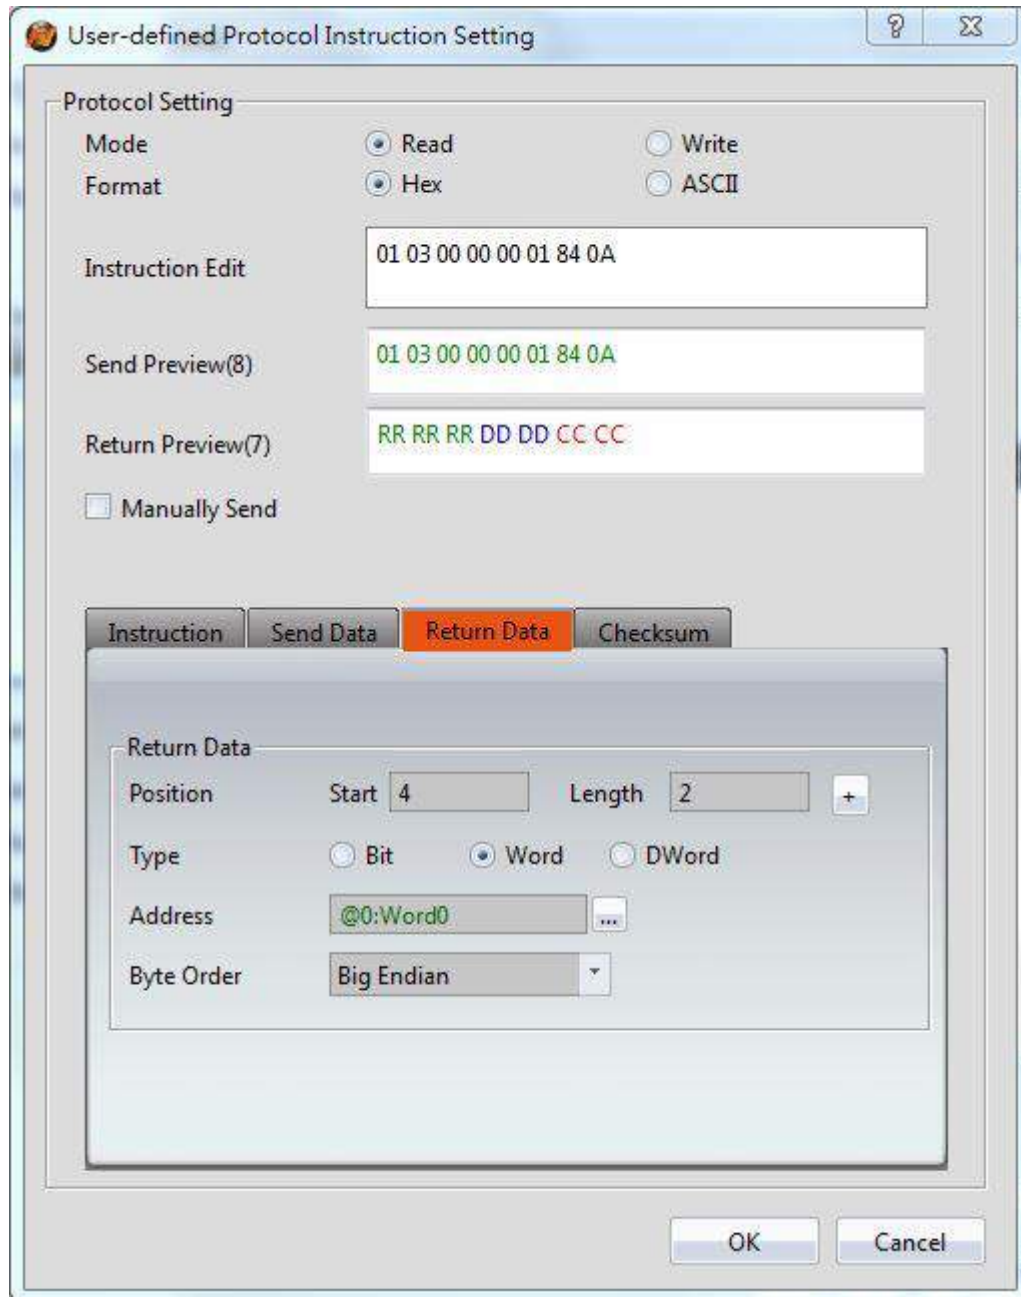 User-defined Protocol Instruction Setting
Protocol Setting
Mode Read Write
Format Hex ASCII
Instruction Edit 01 03 00 00 00 01 84 0A
Send Preview(8) 01 03 00 00 00 01 84 0A
Return Preview(7) RR RR RR DD DD CC CC
Manually Send
Instruction Send Data Return Data Checksum
Return Data
Position Start 4 Length 2 +
Type Bit Word DWord
Address @0:Word0 ...
Byte Order Big Endian
OK Cancel